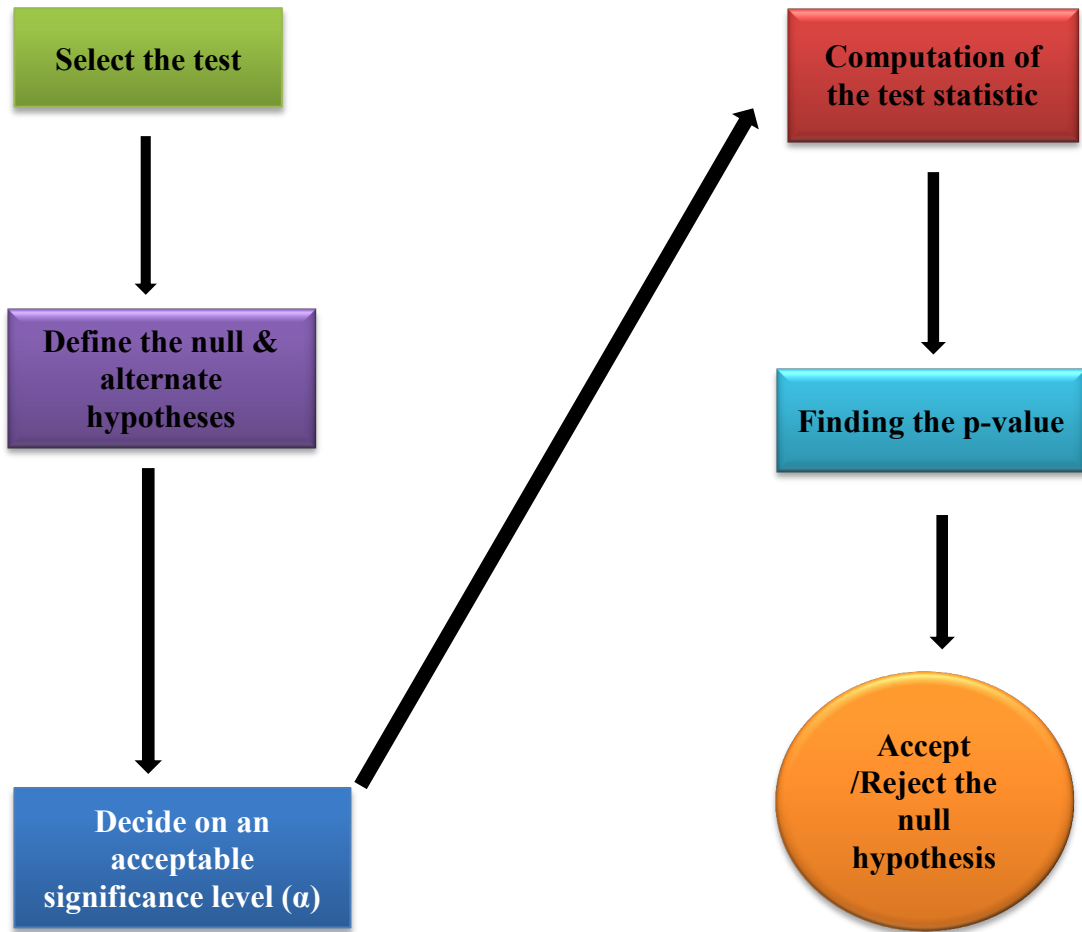 Select the test
Define the null &
alternate
hypotheses
Decide on an
acceptable
significance level (α)
Computation of
the test statistic
Finding the p-value
Accept
/Reject the
null
hypothesis